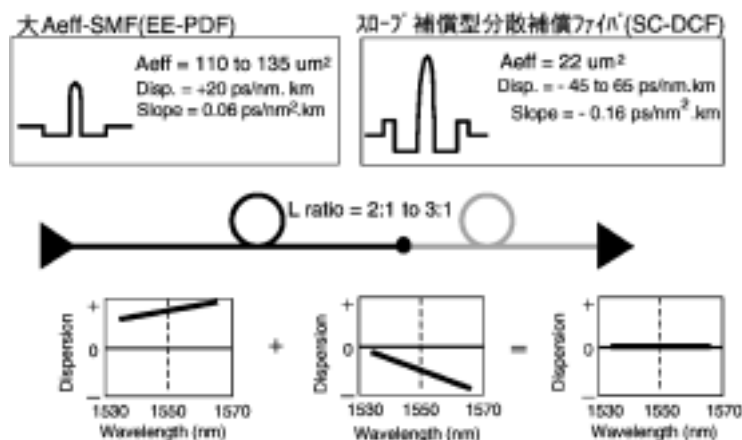 大Aeff-SMF(EE-PDF)
Aeff = 110 to 135 um²
Disp. = +20 ps/nm. km
Slope = 0.06 ps/nm².km
スロープ補償型分散補償ファイバ(SC-DCF)
Aeff = 22 um²
Disp. = - 45 to 65 ps/nm.km
Slope = - 0.16 ps/nm².km
L ratio = 2:1 to 3:1
Dispersion
+
0
−
1530 1550 1570
Wavelength (nm)
+
Dispersion
+
0
−
1530 1550 1570
Wavelength (nm)
=
Dispersion
+
0
−
1530 1550 1570
Wavelength (nm)